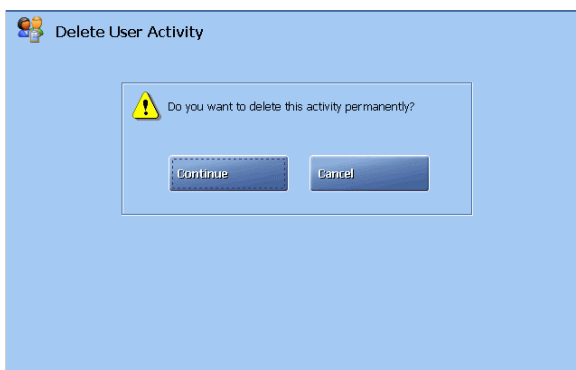 Delete User Activity
Do you want to delete this activity permanently?
Continue
Cancel